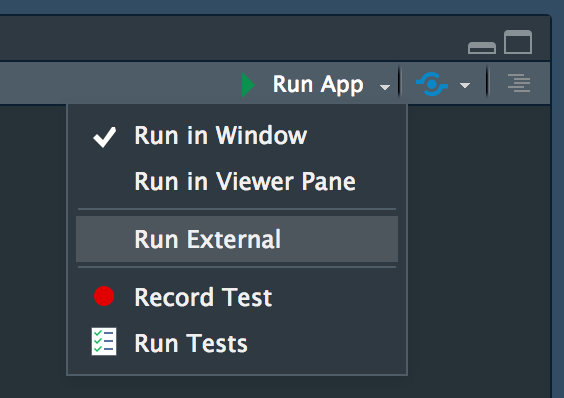 Run App
Run in Window
Run in Viewer Pane
Run External
Record Test
Run Tests